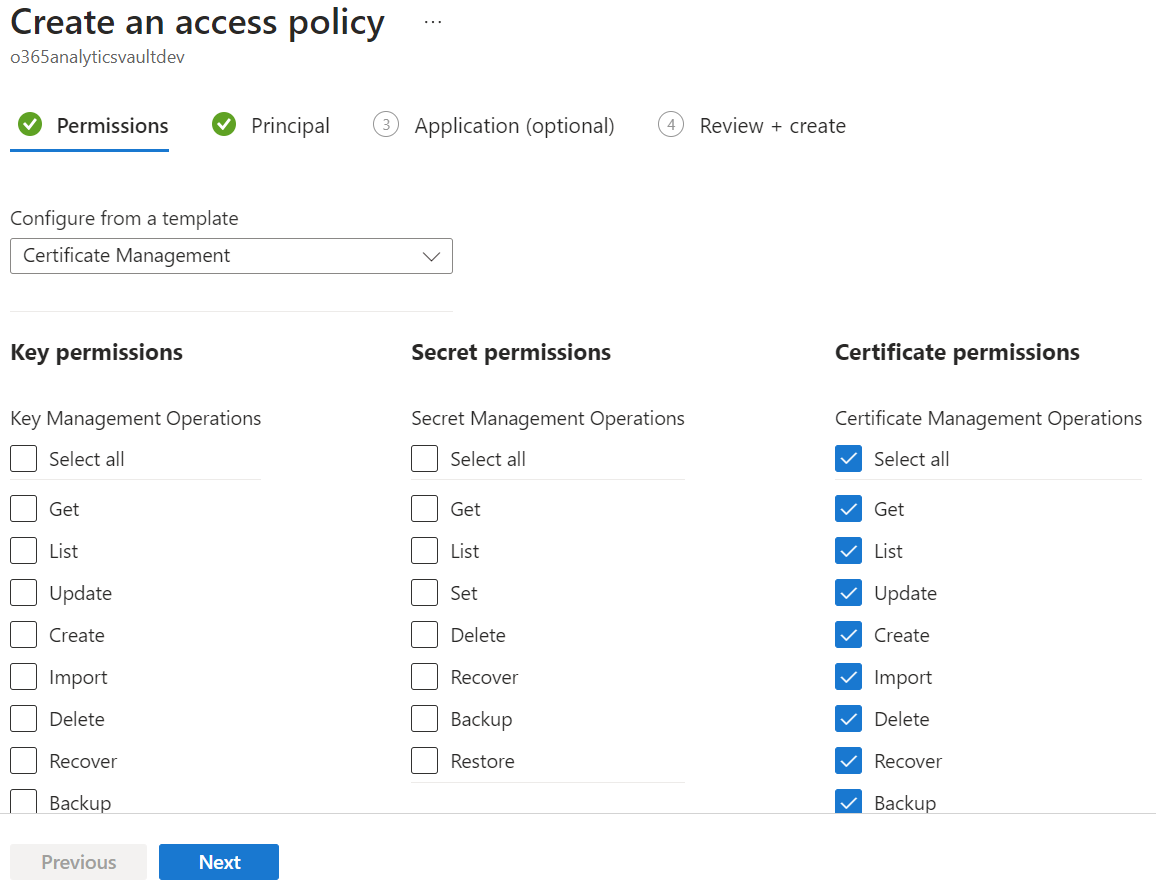 Create an access policy ...
o365analyticsvaultdev
Permissions Principal 3 Application (optional) 4 Review + create
Configure from a template
Certificate Management
Key permissions
Key Management Operations
Select all
Get
List
Update
Create
Import
Delete
Recover
Backup
Secret permissions
Secret Management Operations
Select all
Get
List
Set
Delete
Recover
Backup
Restore
Certificate permissions
Certificate Management Operations
Select all
Get
List
Update
Create
Import
Delete
Recover
Backup
Previous Next